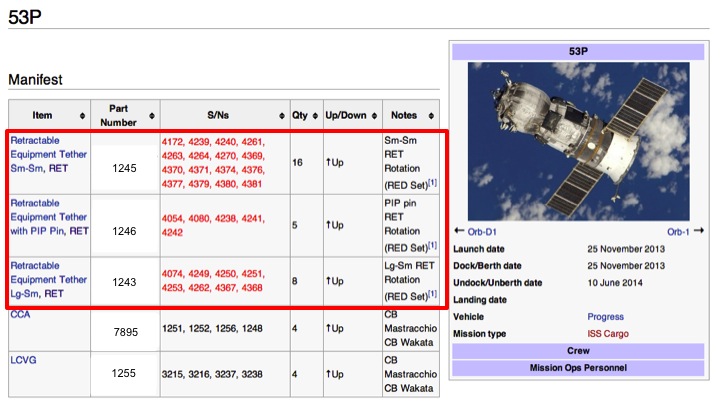 53P
Manifest
Item Part Number S/Ns Qty Up/Down Notes
Retractable Equipment Tether Sm-Sm, RET 1245 4172, 4239, 4240, 4261, 4263, 4264, 4270, 4369, 4370, 4371, 4374, 4376, 4377, 4379, 4380, 4381 16 ↑Up Sm-Sm RET Rotation (RED Set)[1]
Retractable Equipment Tether with PIP Pin, RET 1246 4054, 4080, 4238, 4241, 4242 5 ↑Up PIP pin RET Rotation (RED Set)[1]
Retractable Equipment Tether Lg-Sm, RET 1243 4074, 4249, 4250, 4251, 4253, 4262, 4367, 4368 8 ↑Up Lg-Sm RET Rotation (RED Set)[1]
CCA 7895 1251, 1252, 1256, 1248 4 ↑Up CB Mastracchio CB Wakata
LCVG 1255 3215, 3216, 3237, 3238 4 ↑Up CB Mastracchio CB Wakata
53P
← Orb-D1 Orb-1 →
Launch date 25 November 2013
Dock/Berth date 25 November 2013
Undock/Unberth date 10 June 2014
Landing date
Vehicle Progress
Mission type ISS Cargo
Crew
Mission Ops Personnel